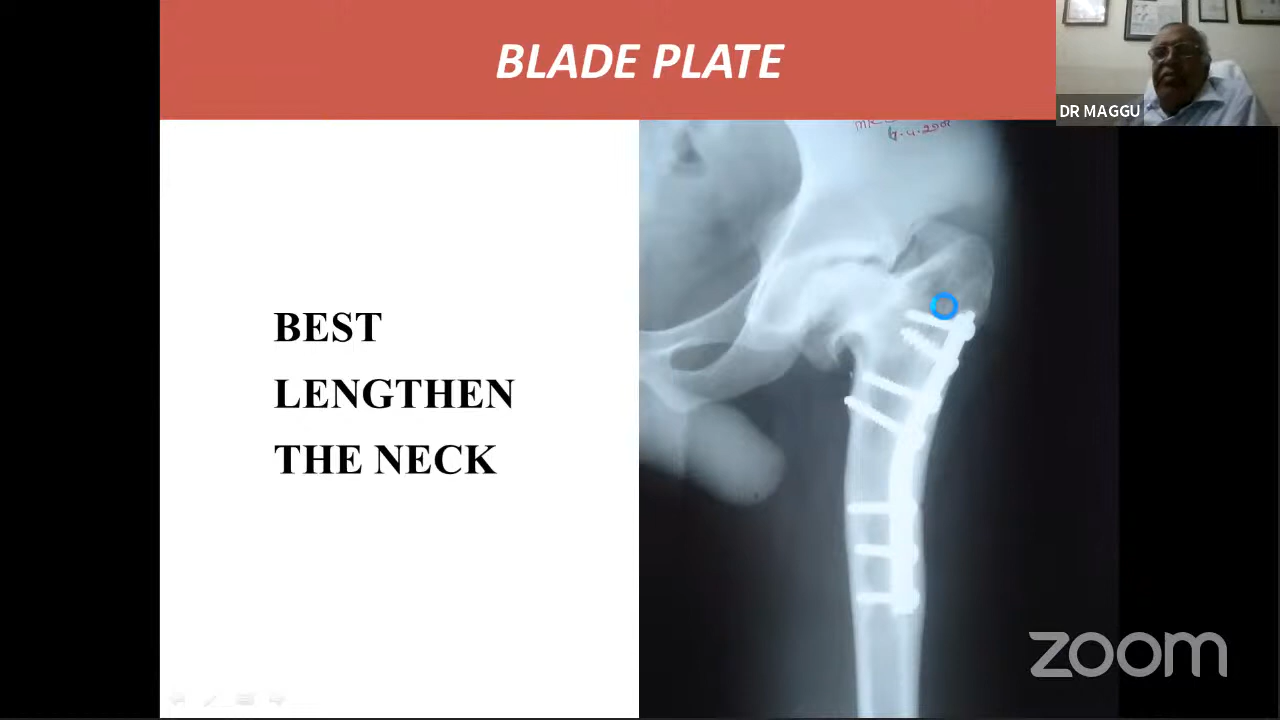 BLADE PLATE
DR MAGGU
BEST
LENGTHEN
THE NECK
zoom